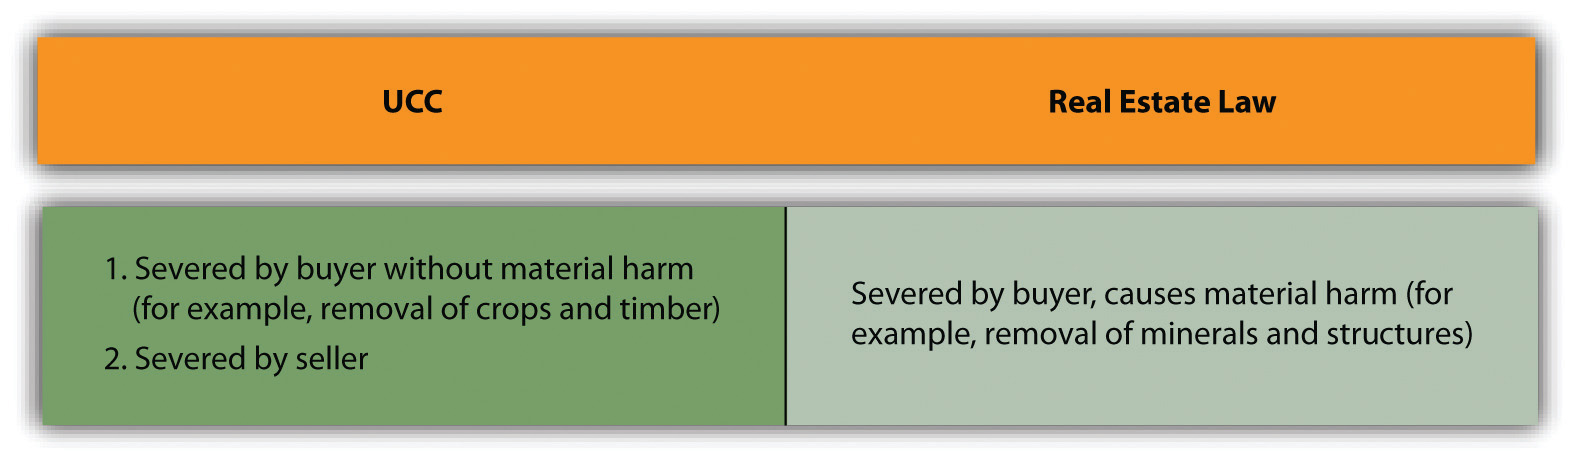 UCC
Real Estate Law
1. Severed by buyer without material harm
(for example, removal of crops and timber)
2. Severed by seller
Severed by buyer, causes material harm (for
example, removal of minerals and structures)